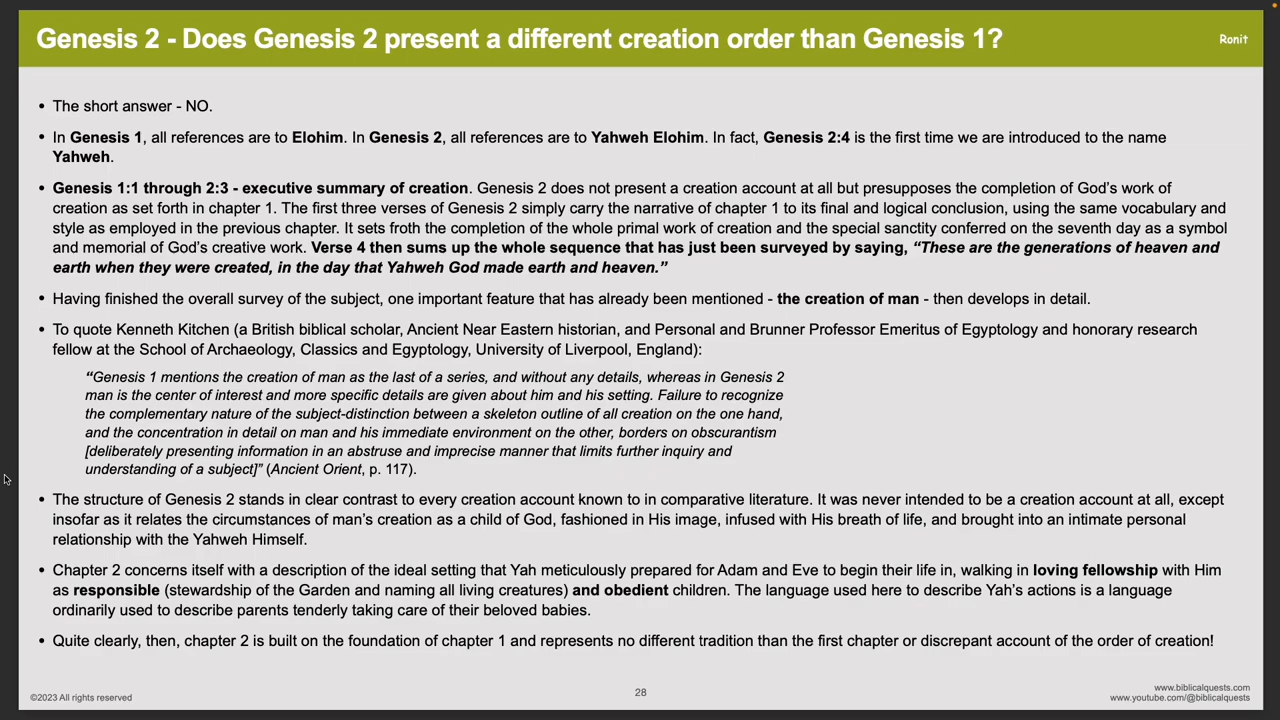 Genesis 2 - Does Genesis 2 present a different creation order than Genesis 1?
Ronit
• The short answer - NO.
• In Genesis 1, all references are to Elohim. In Genesis 2, all references are to Yahweh Elohim. In fact, Genesis 2:4 is the first time we are introduced to the name
Yahweh.
• Genesis 1:1 through 2:3 - executive summary of creation. Genesis 2 does not present a creation account at all but presupposes the completion of God's work of
creation as set forth in chapter 1. The first three verses of Genesis 2 simply carry the narrative of chapter 1 to its final and logical conclusion, using the same vocabulary and
style as employed in the previous chapter. It sets froth the completion of the whole primal work of creation and the special sanctity conferred on the seventh day as a symbol
and memorial of God's creative work. Verse 4 then sums up the whole sequence that has just been surveyed by saying, “These are the generations of heaven and
earth when they were created, in the day that Yahweh God made earth and heaven.”
• Having finished the overall survey of the subject, one important feature that has already been mentioned - the creation of man - then develops in detail.
• To quote Kenneth Kitchen (a British biblical scholar, Ancient Near Eastern historian, and Personal and Brunner Professor Emeritus of Egyptology and honorary research
fellow at the School of Archaeology, Classics and Egyptology, University of Liverpool, England):
“Genesis 1 mentions the creation of man as the last of a series, and without any details, whereas in Genesis 2
man is the center of interest and more specific details are given about him and his setting. Failure to recognize
the complementary nature of the subject-distinction between a skeleton outline of all creation on the one hand,
and the concentration in detail on man and his immediate environment on the other, borders on obscurantism
[deliberately presenting information in an abstruse and imprecise manner that limits further inquiry and
understanding of a subject]” (Ancient Orient, p. 117).
• The structure of Genesis 2 stands in clear contrast to every creation account known to in comparative literature. It was never intended to be a creation account at all, except
insofar as it relates the circumstances of man's creation as a child of God, fashioned in His image, infused with His breath of life, and brought into an intimate personal
relationship with the Yahweh Himself.
• Chapter 2 concerns itself with a description of the ideal setting that Yah meticulously prepared for Adam and Eve to begin their life in, walking in loving fellowship with Him
as responsible (stewardship of the Garden and naming all living creatures) and obedient children. The language used here to describe Yah's actions is a language
ordinarily used to describe parents tenderly taking care of their beloved babies.
• Quite clearly, then, chapter 2 is built on the foundation of chapter 1 and represents no different tradition than the first chapter or discrepant account of the order of creation!
©2023 All rights reserved
28
www.biblicalquests.com
www.youtube.com/@biblicalquests